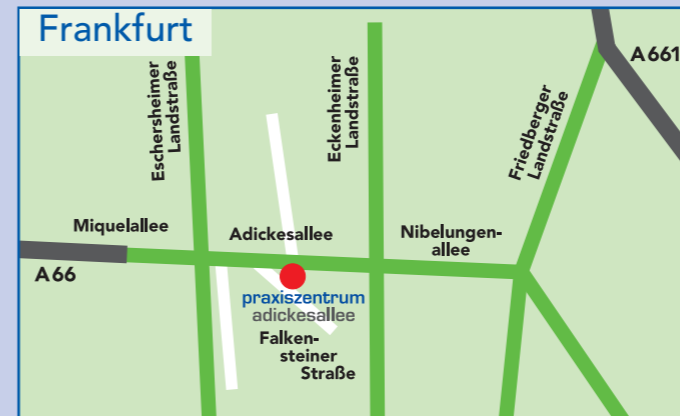 Frankfurt
A661
Eschersheimer
Landstraße
Eckenheimer
Landstraße
Friedberger
Landstraße
Miquelallee
Adickesallee
Nibelungen-
allee
A66
praxiszentrum
adickesallee
Falken-
steiner
Straße